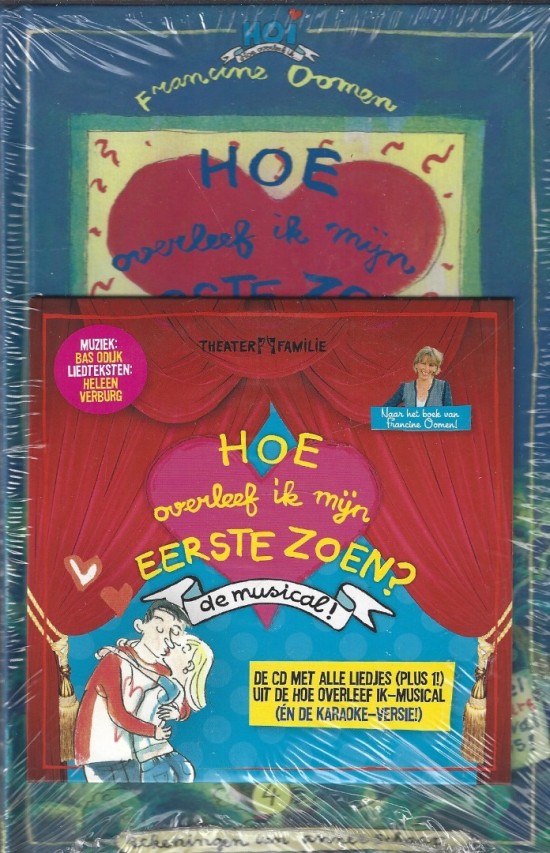 HOI
Francine Oomen
HOE
overleef ik mijn
THEATER FAMILIE
MUZIEK:
BAS ODIJK
LIEDTEKSTEN:
HELEEN
VERBURG
Naar het boek van
Francine Oomen!
HOE
overleef ik mijn
EERSTE ZOEN?
de musical!
DE CD MET ALLE LIEDJES (PLUS 1!)
UIT DE HOE OVERLEEF IK-MUSICAL
(ÉN DE KARAOKE-VERSIE!)
4